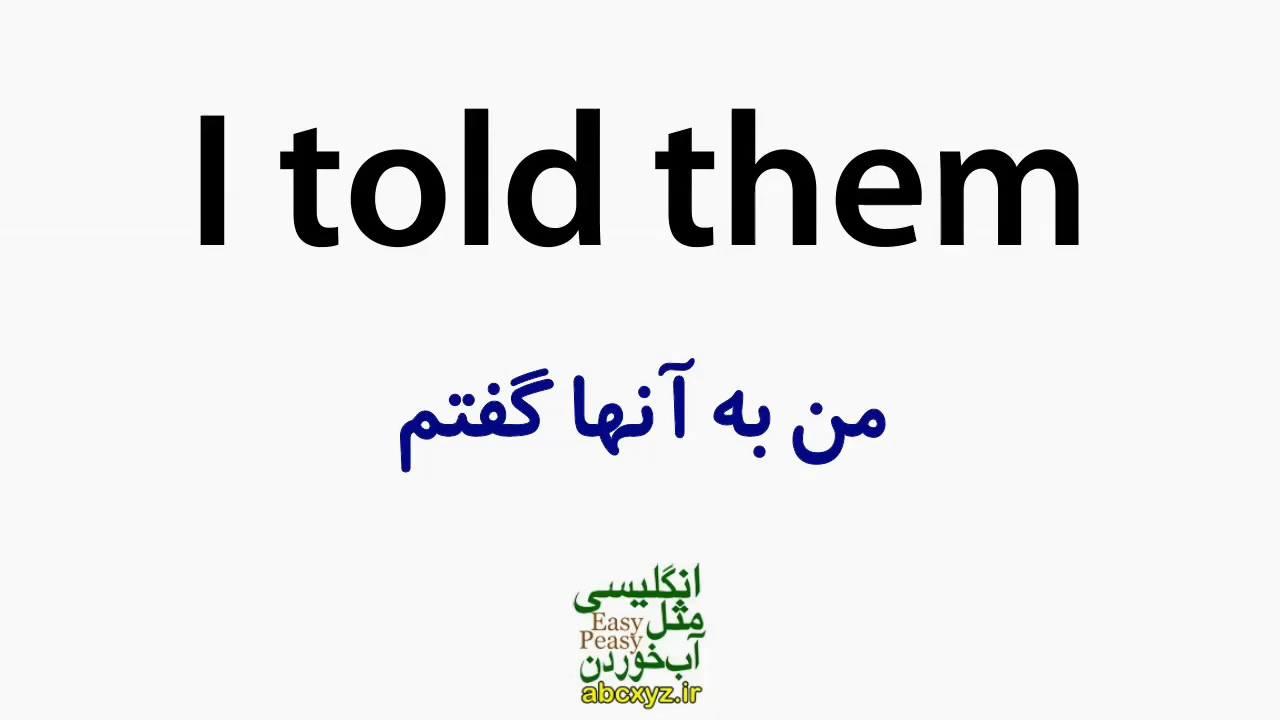 I told them
من به آنها گفتم
انگلیسی
مثل Easy
Peasy
آب‌خوردن
abcxyz.ir